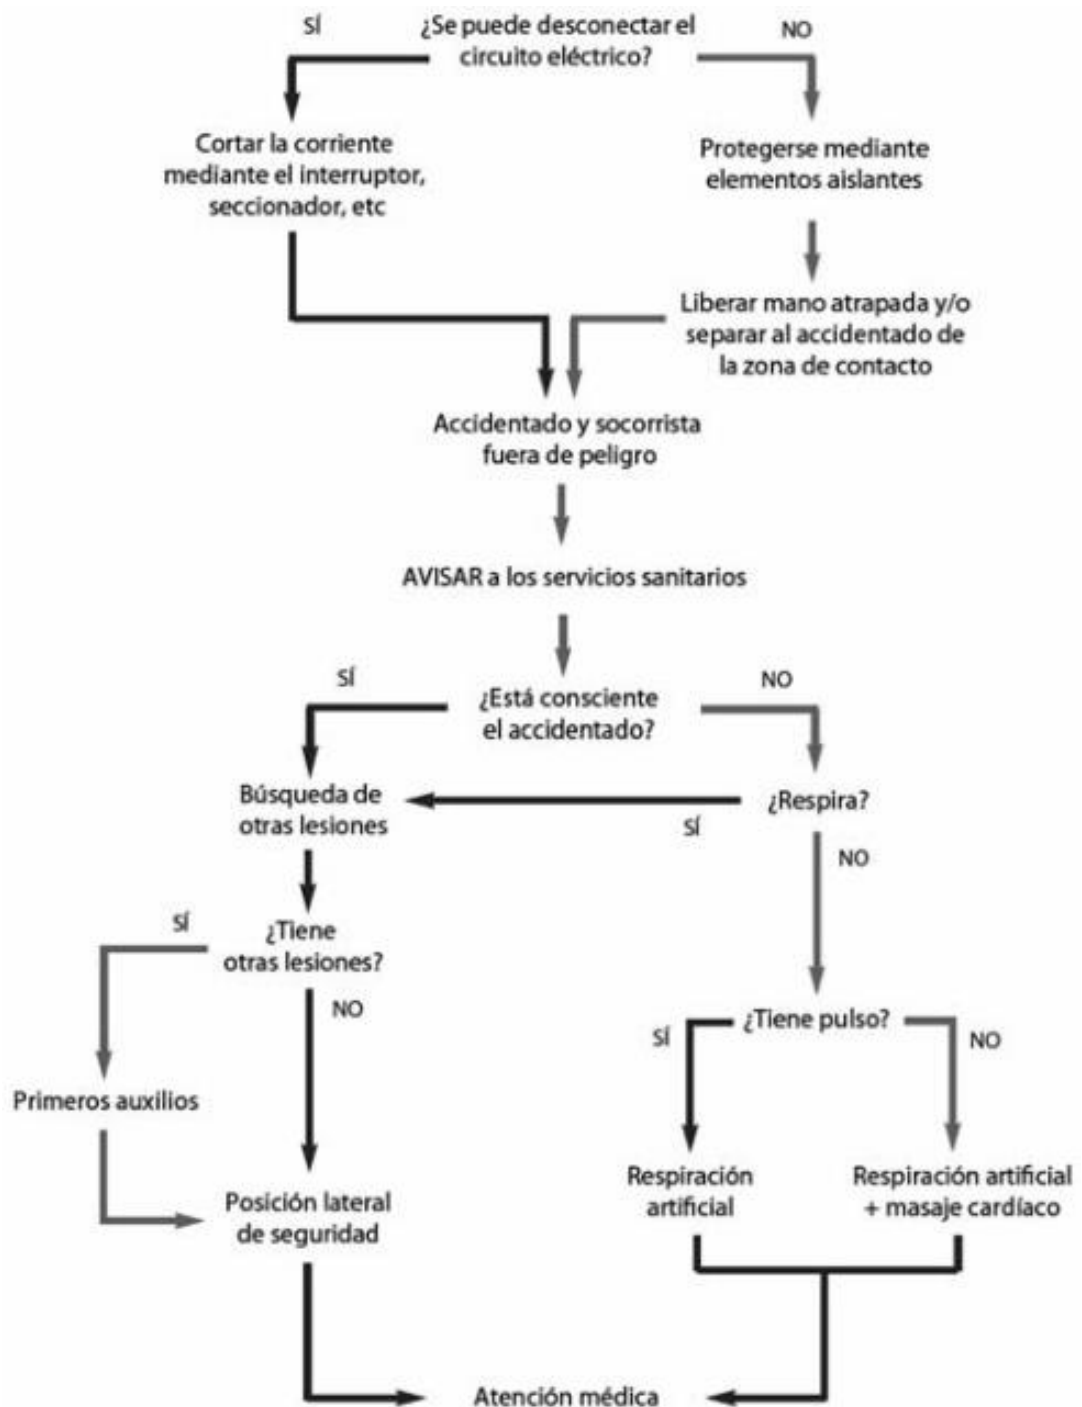 SÍ
¿Se puede desconectar el
circuito eléctrico?
NO
Cortar la corriente
mediante el interruptor,
seccionador, etc
Protegerse mediante
elementos aislantes
Liberar mano atrapada y/o
separar al accidentado de
la zona de contacto
Accidentado y socorrista
fuera de peligro
AVISAR a los servicios sanitarios
SÍ
¿Está consciente
el accidentado?
NO
Búsqueda de
otras lesiones
¿Respira?
SÍ
NO
SÍ
¿Tiene
otras lesiones?
NO
¿Tiene pulso?
SÍ
NO
Primeros auxilios
Posición lateral
de seguridad
Respiración
artificial
Respiración artificial
+ masaje cardíaco
Atención médica